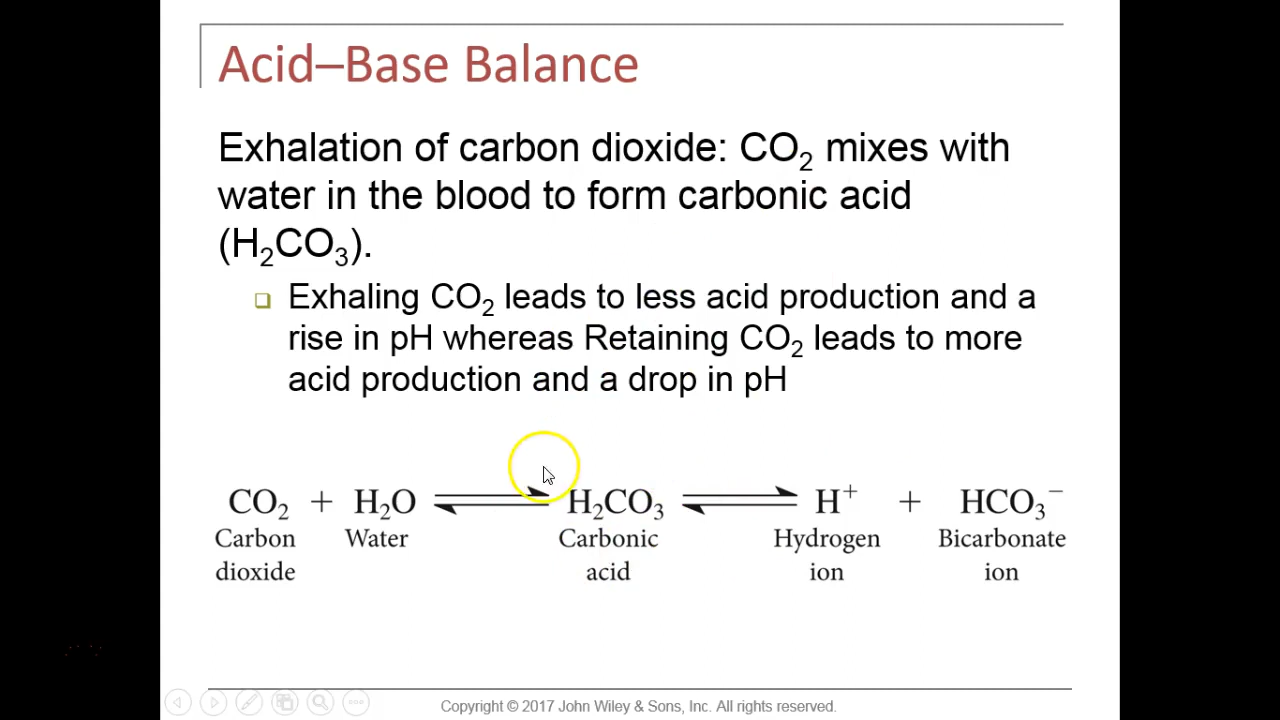 Acid–Base Balance
Exhalation of carbon dioxide: CO₂ mixes with
water in the blood to form carbonic acid
(H₂CO₃).
Exhaling CO₂ leads to less acid production and a
rise in pH whereas Retaining CO₂ leads to more
acid production and a drop in pH
CO₂ + H₂O ⇌ H₂CO₃ ⇌ H⁺ + HCO₃⁻
Carbon Water Carbonic Hydrogen Bicarbonate
dioxide acid ion ion
Copyright © 2017 John Wiley & Sons, Inc. All rights reserved.